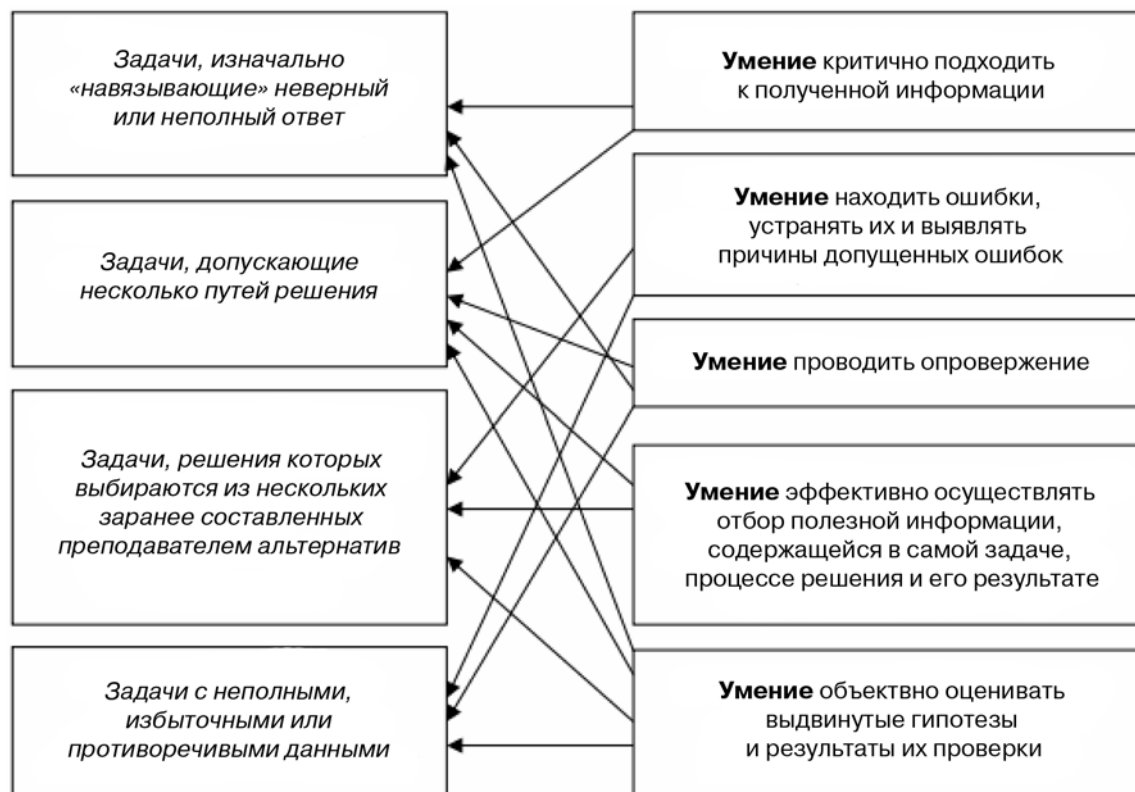 Задачи, изначально
«навязывающие» неверный
или неполный ответ
Задачи, допускающие
несколько путей решения
Задачи, решения которых
выбираются из нескольких
заранее составленных
преподавателем альтернатив
Задачи с неполными,
избыточными или
противоречивыми данными
Умение критично подходить
к полученной информации
Умение находить ошибки,
устранять их и выявлять
причины допущенных ошибок
Умение проводить опровержение
Умение эффективно осуществлять
отбор полезной информации,
содержащейся в самой задаче,
процессе решения и его результате
Умение объектвно оценивать
выдвинутые гипотезы
и результаты их проверки